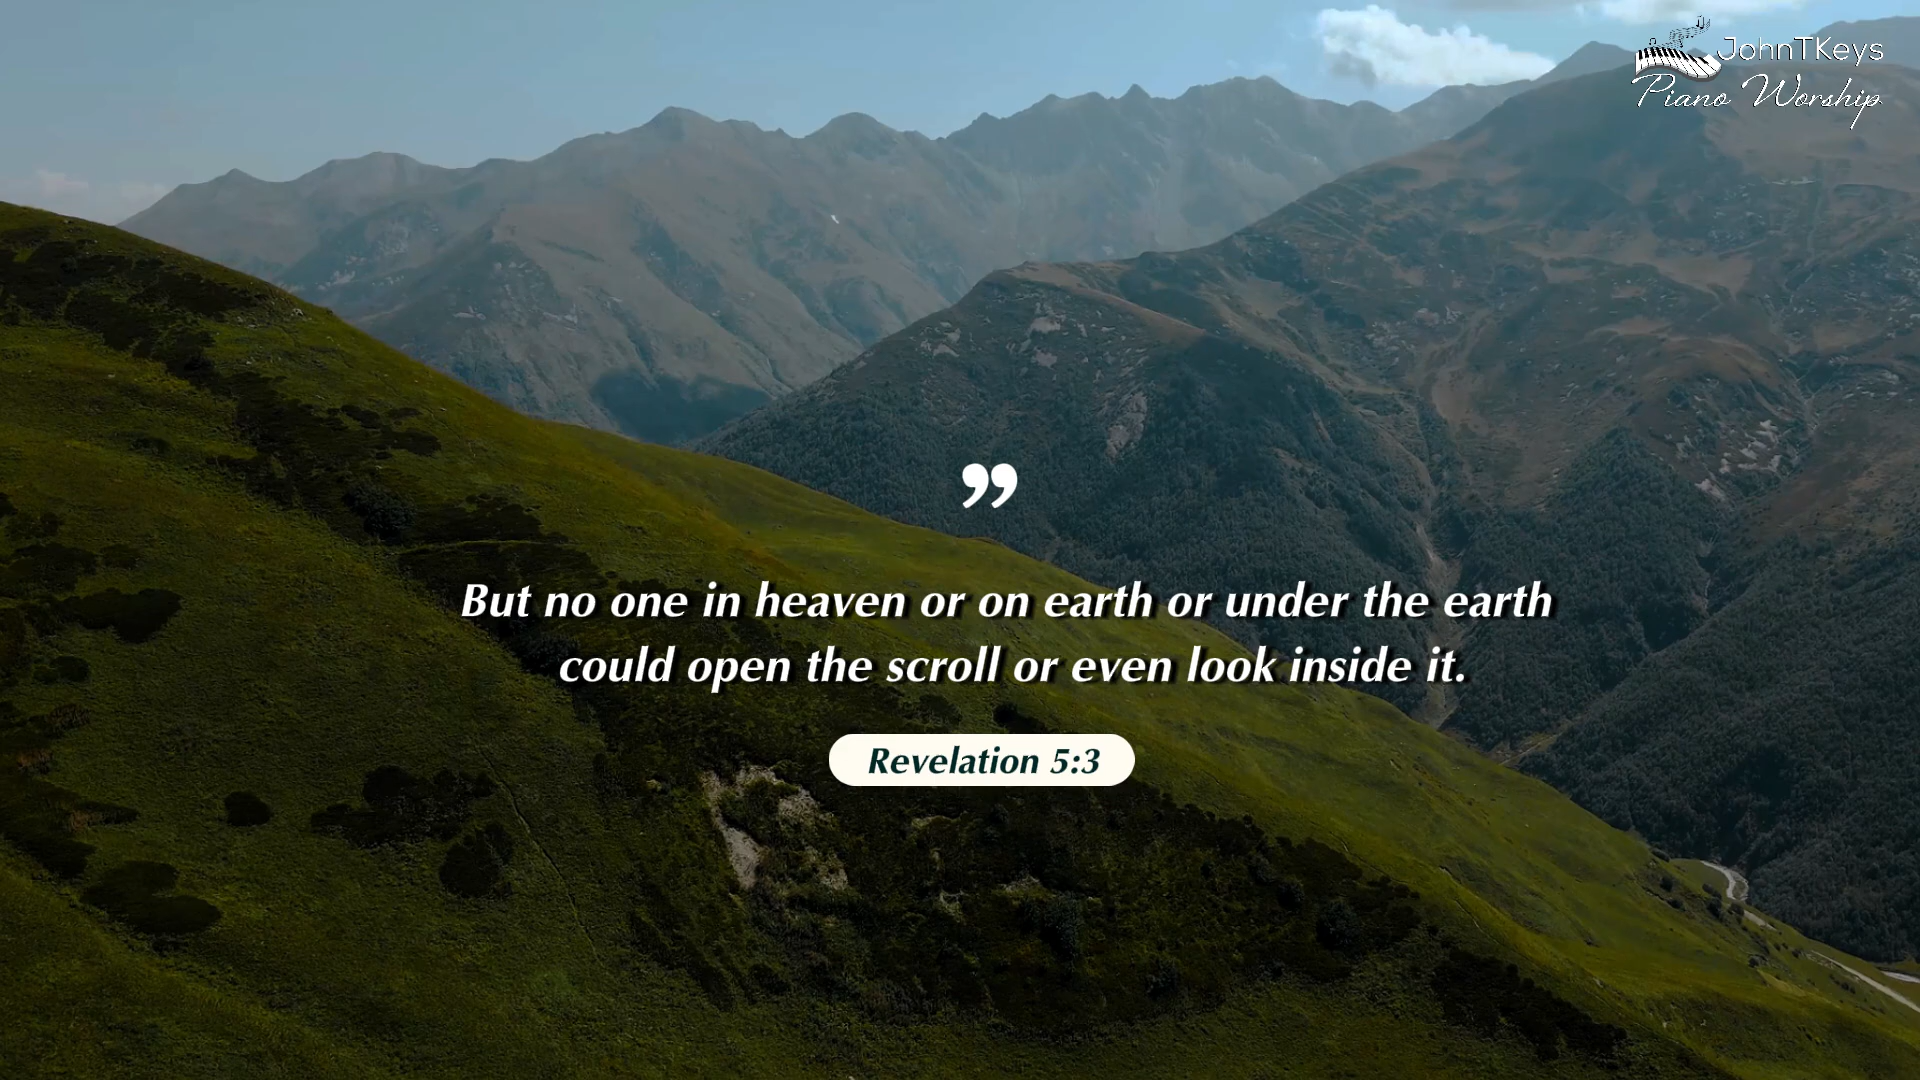 JohnTKeys
Piano Worship
”
But no one in heaven or on earth or under the earth
could open the scroll or even look inside it.
Revelation 5:3